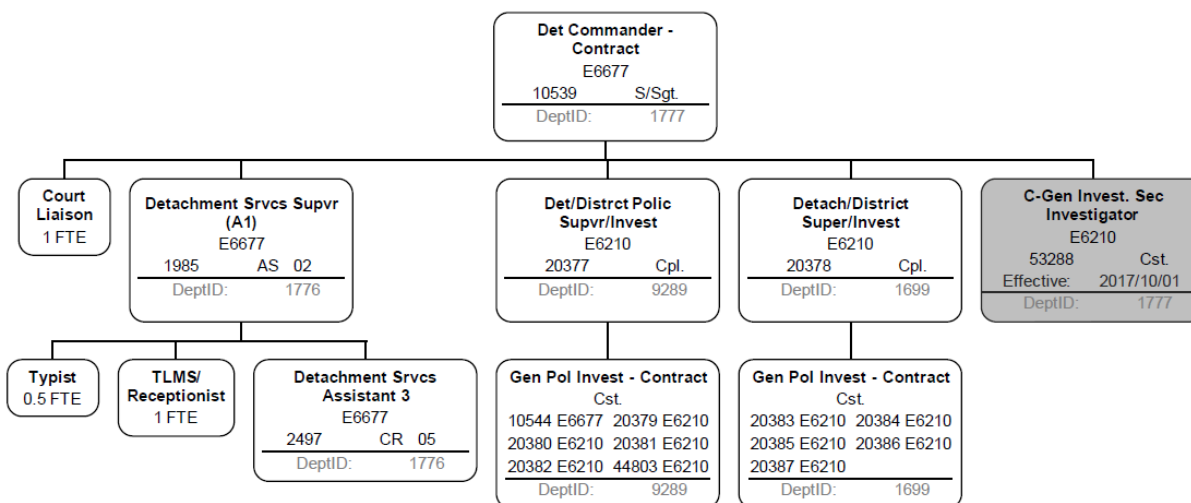 Det Commander -
Contract
E6677
10539 S/Sgt.
DeptID: 1777
Court
Liaison
1 FTE
Detachment Srvcs Supvr
(A1)
E6677
1985 AS 02
DeptID: 1776
Det/Distrct Polic
Supvr/Invest
E6210
20377 Cpl.
DeptID: 9289
Detach/District
Super/Invest
E6210
20378 Cpl.
DeptID: 1699
C-Gen Invest. Sec
Investigator
E6210
53288 Cst.
Effective: 2017/10/01
DeptID: 1777
Typist
0.5 FTE
TLMS/
Receptionist
1 FTE
Detachment Srvcs
Assistant 3
E6677
2497 CR 05
DeptID: 1776
Gen Pol Invest - Contract
Cst.
10544 E6677 20379 E6210
20380 E6210 20381 E6210
20382 E6210 44803 E6210
DeptID: 9289
Gen Pol Invest - Contract
Cst.
20383 E6210 20384 E6210
20385 E6210 20386 E6210
20387 E6210
DeptID: 1699